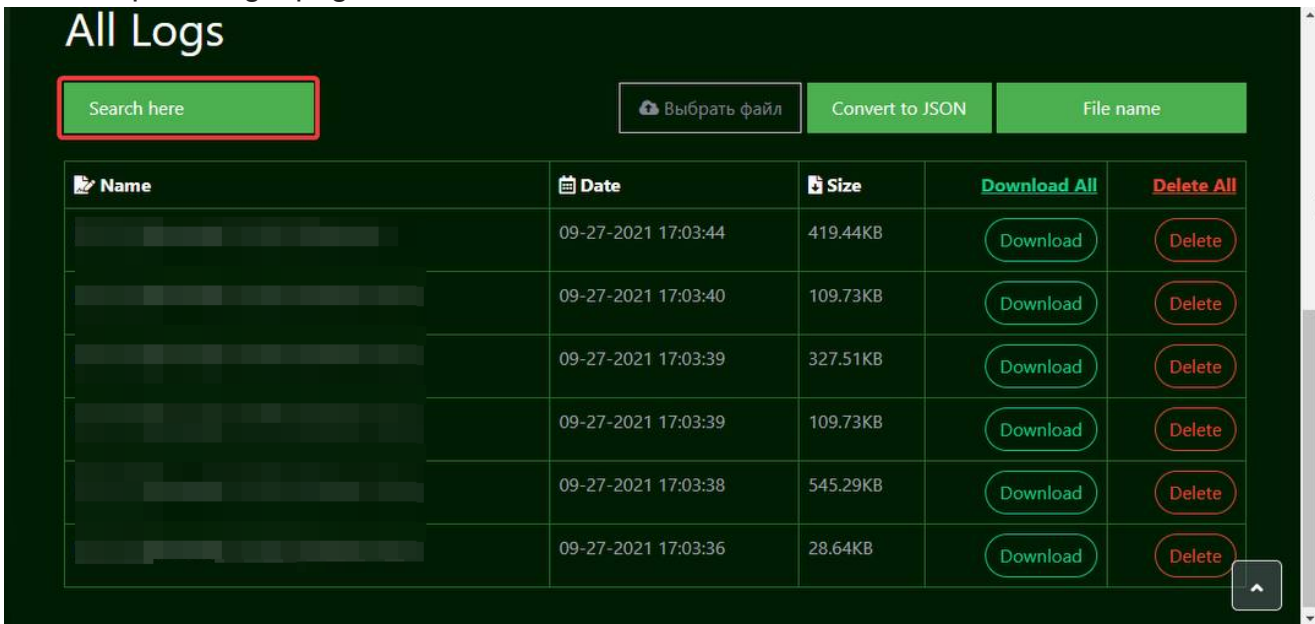 All Logs
Search here
Выбрать файл
Convert to JSON
File name
Name Date Size Download All Delete All
09-27-2021 17:03:44 419.44KB Download Delete
09-27-2021 17:03:40 109.73KB Download Delete
09-27-2021 17:03:39 327.51KB Download Delete
09-27-2021 17:03:39 109.73KB Download Delete
09-27-2021 17:03:38 545.29KB Download Delete
09-27-2021 17:03:36 28.64KB Download Delete